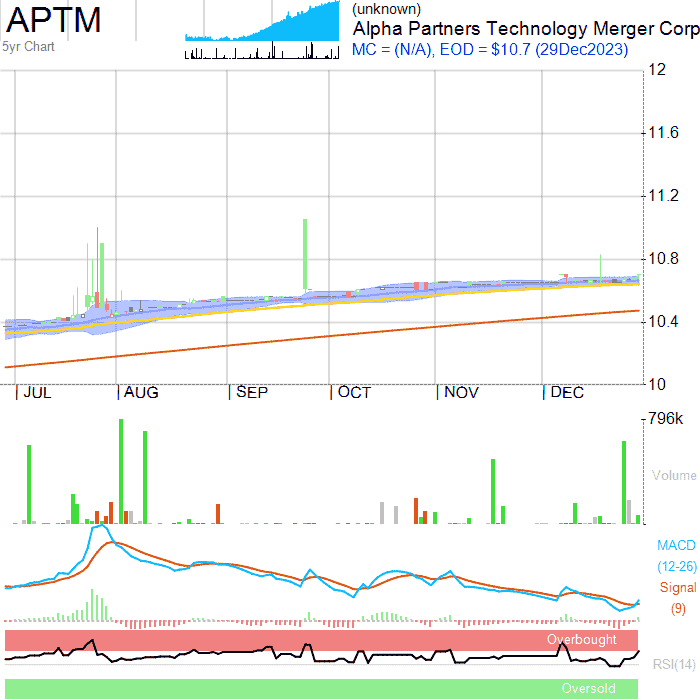 APTM
5yr Chart
(unknown)
Alpha Partners Technology Merger Corp
MC = (N/A), EOD = $10.7 (29Dec2023)
12
11.6
11.2
10.8
10.4
10
JUL AUG SEP OCT NOV DEC
796k
Volume
MACD
(12-26)
Signal
(9)
Overbought
RSI(14)
Oversold